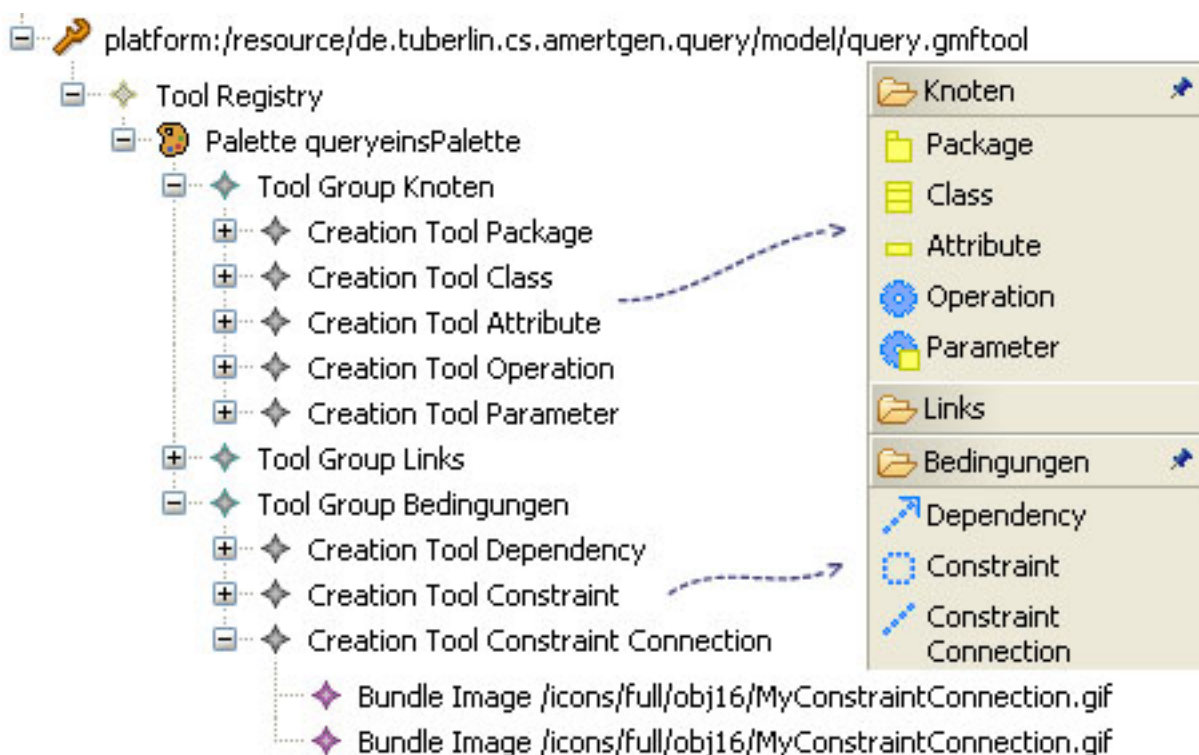 platform:/resource/de.tuberlin.cs.amertgen.query/model/query.gmftool
Tool Registry
Palette queryeinsPalette
Tool Group Knoten
Creation Tool Package
Creation Tool Class
Creation Tool Attribute
Creation Tool Operation
Creation Tool Parameter
Tool Group Links
Tool Group Bedingungen
Creation Tool Dependency
Creation Tool Constraint
Creation Tool Constraint Connection
Bundle Image /icons/full/obj16/MyConstraintConnection.gif
Bundle Image /icons/full/obj16/MyConstraintConnection.gif
Knoten
Package
Class
Attribute
Operation
Parameter
Links
Bedingungen
Dependency
Constraint
Constraint
Connection